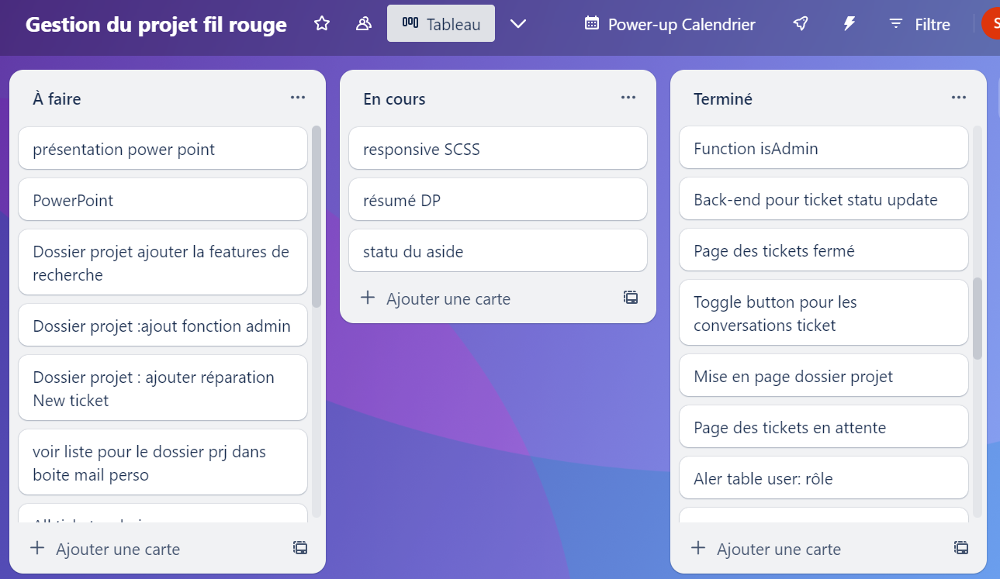 Gestion du projet fil rouge
Tableau
Power-up Calendrier
Filtre
S
À faire
présentation power point
PowerPoint
Dossier projet ajouter la features de
recherche
Dossier projet :ajout fonction admin
Dossier projet : ajouter réparation
New ticket
voir liste pour le dossier prj dans
boite mail perso
Ajouter une carte
En cours
responsive SCSS
résumé DP
statu du aside
Ajouter une carte
Terminé
Function isAdmin
Back-end pour ticket statu update
Page des tickets fermé
Toggle button pour les
conversations ticket
Mise en page dossier projet
Page des tickets en attente
Aler table user: rôle
Ajouter une carte